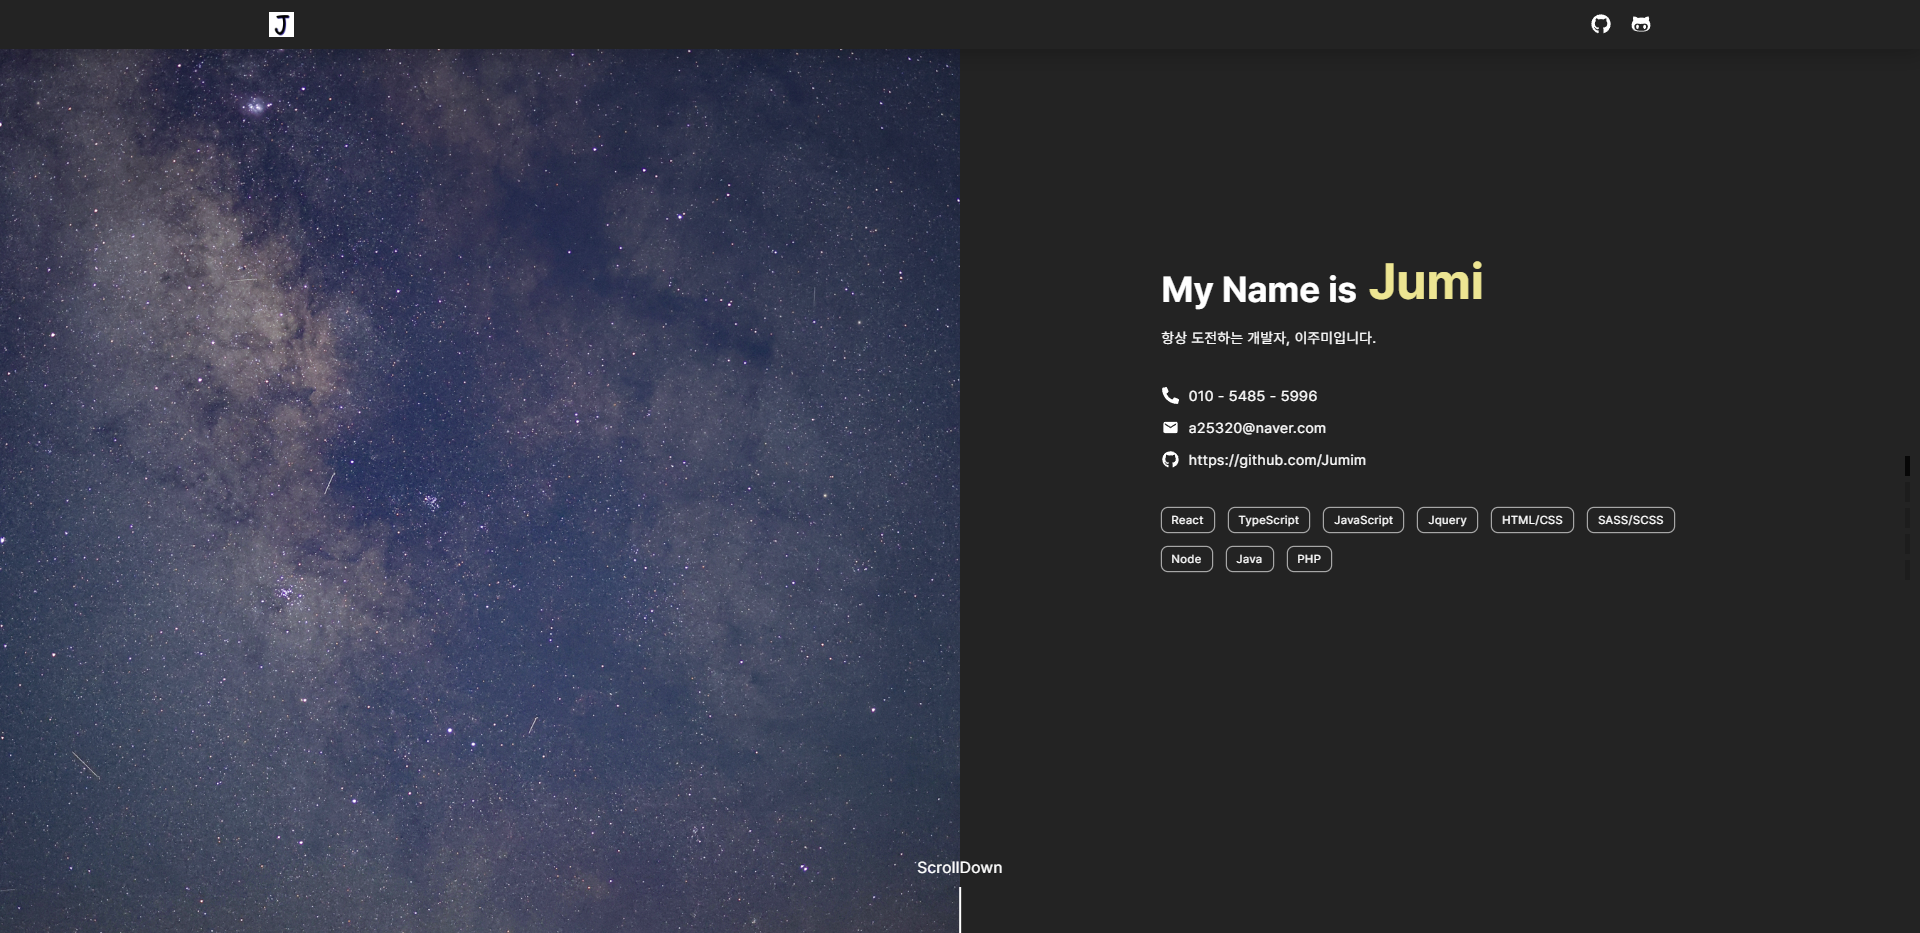 J
My Name is Jumi
항상 도전하는 개발자, 이주미입니다.
010 - 5485 - 5996
a25320@naver.com
https://github.com/Jumim
React TypeScript JavaScript Jquery HTML/CSS SASS/SCSS
Node Java PHP
ScrollDown